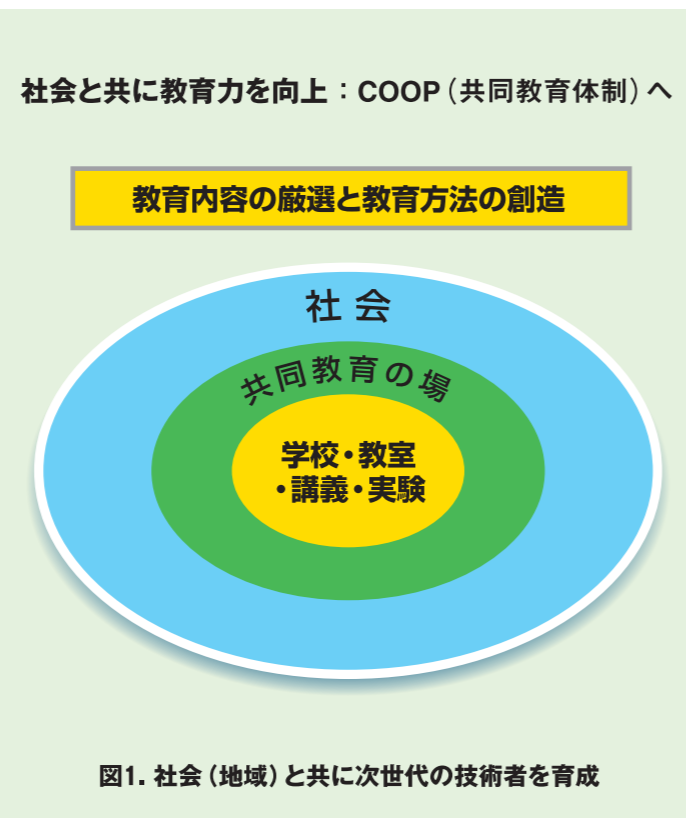 社会と共に教育力を向上：COOP（共同教育体制）へ
教育内容の厳選と教育方法の創造
社会
共同教育の場
学校・教室
・講義・実験
図1. 社会（地域）と共に次世代の技術者を育成